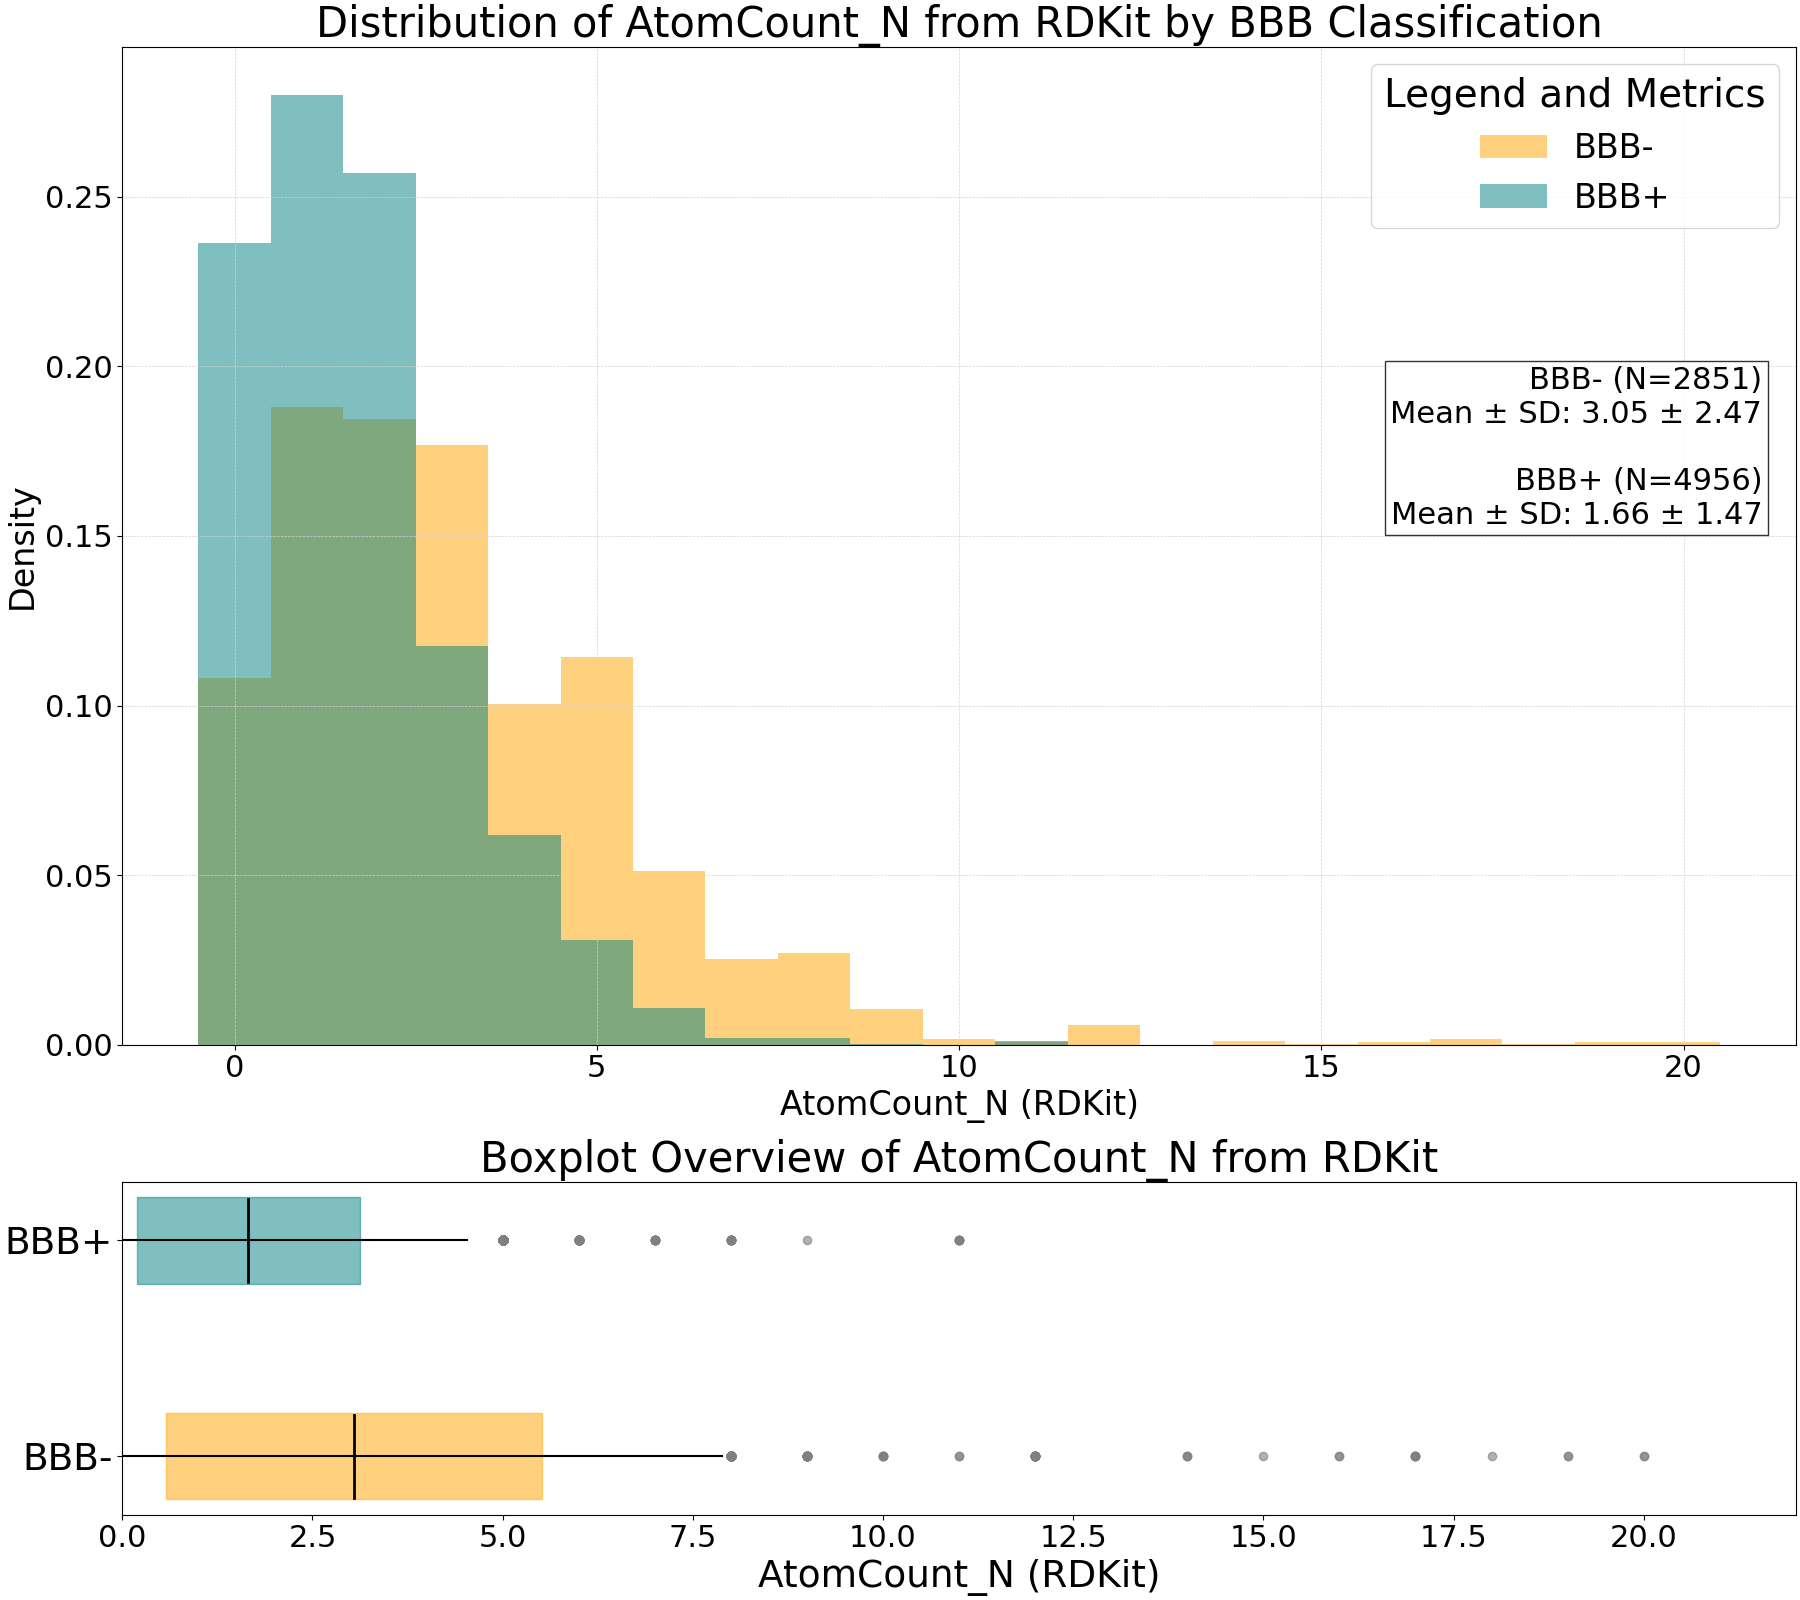 Distribution of AtomCount_N from RDKit by BBB Classification
Legend and Metrics
BBB-
BBB+
BBB- (N=2851)
Mean ± SD: 3.05 ± 2.47
BBB+ (N=4956)
Mean ± SD: 1.66 ± 1.47
Density
0.25
0.20
0.15
0.10
0.05
0.00
0 5 10 15 20
AtomCount_N (RDKit)
Boxplot Overview of AtomCount_N from RDKit
BBB+
BBB-
0.0 2.5 5.0 7.5 10.0 12.5 15.0 17.5 20.0
AtomCount_N (RDKit)